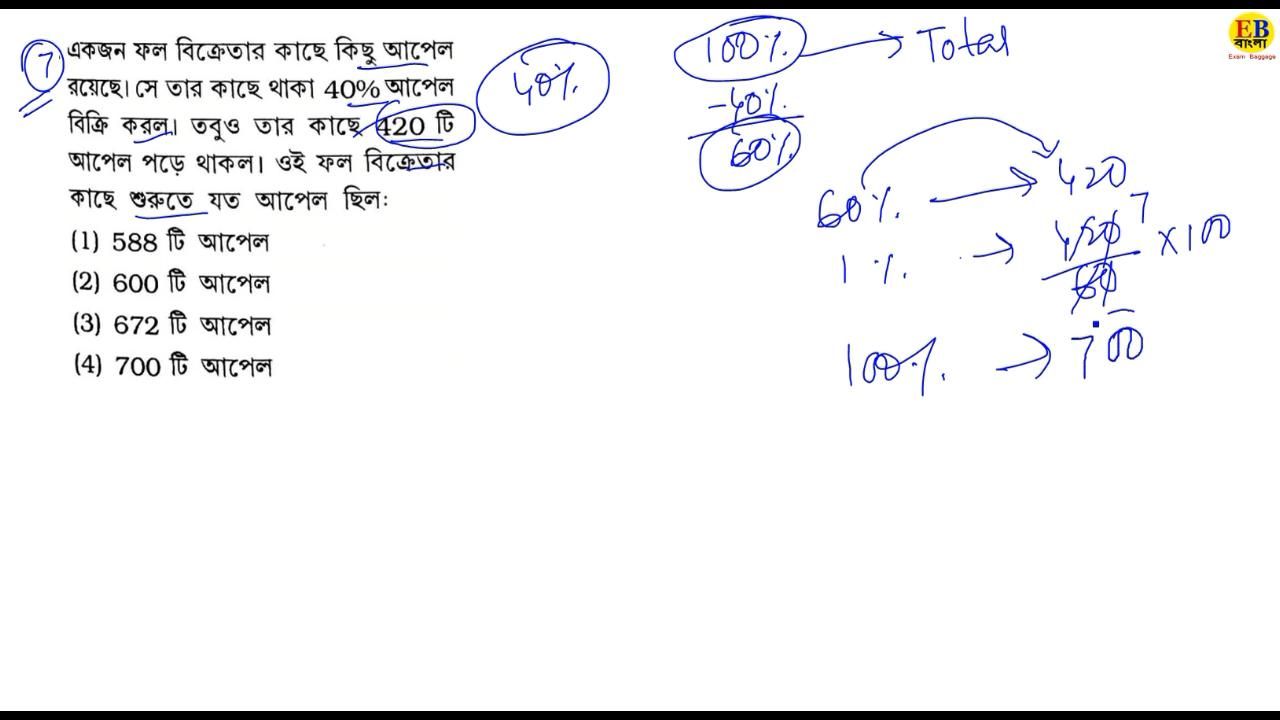 7
একজন ফল বিক্রেতার কাছে কিছু আপেল
রয়েছে। সে তার কাছে থাকা 40% আপেল
বিক্রি করল। তবুও তার কাছে 420 টি
আপেল পড়ে থাকল। ওই ফল বিক্রেতার
কাছে শুরুতে যত আপেল ছিল:
(1) 588 টি আপেল
(2) 600 টি আপেল
(3) 672 টি আপেল
(4) 700 টি আপেল
40%
100% → Total
-40%
60%
60% → 420
1% → 420/60 7 ×100
100% → 700
EB
বাংলা
Exam Baggage